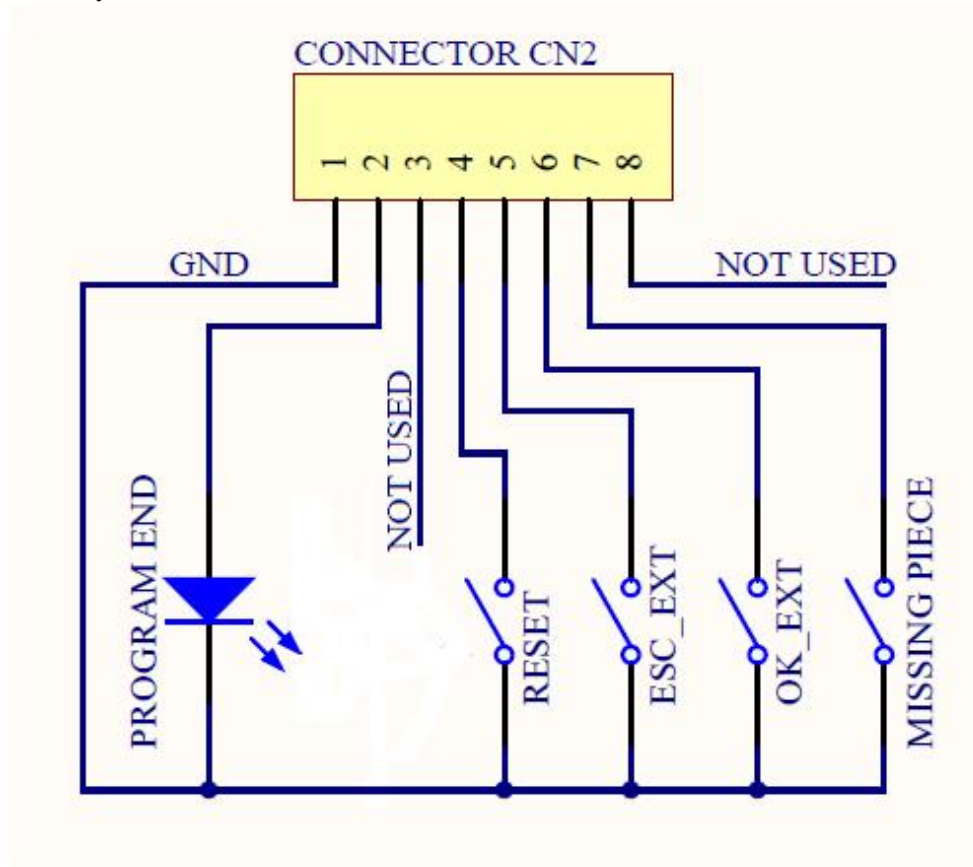 CONNECTOR CN2
1 2 3 4 5 6 7 8
GND
NOT USED
NOT USED
PROGRAM END
RESET
ESC_EXT
OK_EXT
MISSING PIECE